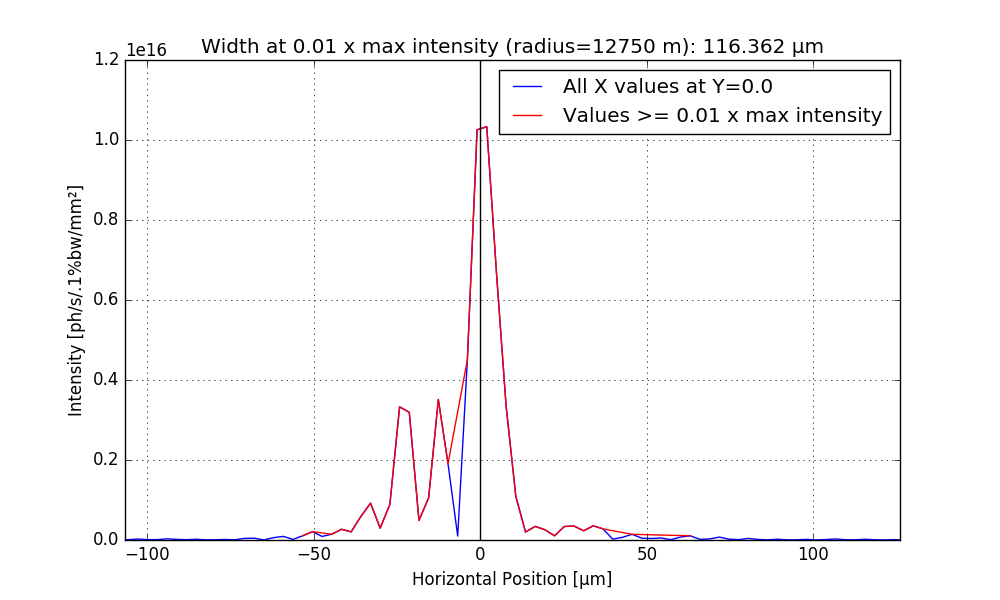 Width at 0.01 x max intensity (radius=12750 m): 116.362 µm
1e16
All X values at Y=0.0
Values >= 0.01 x max intensity
1.2
1.0
0.8
0.6
0.4
0.2
0.0
Intensity [ph/s/.1%bw/mm²]
−100
−50
0
50
100
Horizontal Position [µm]